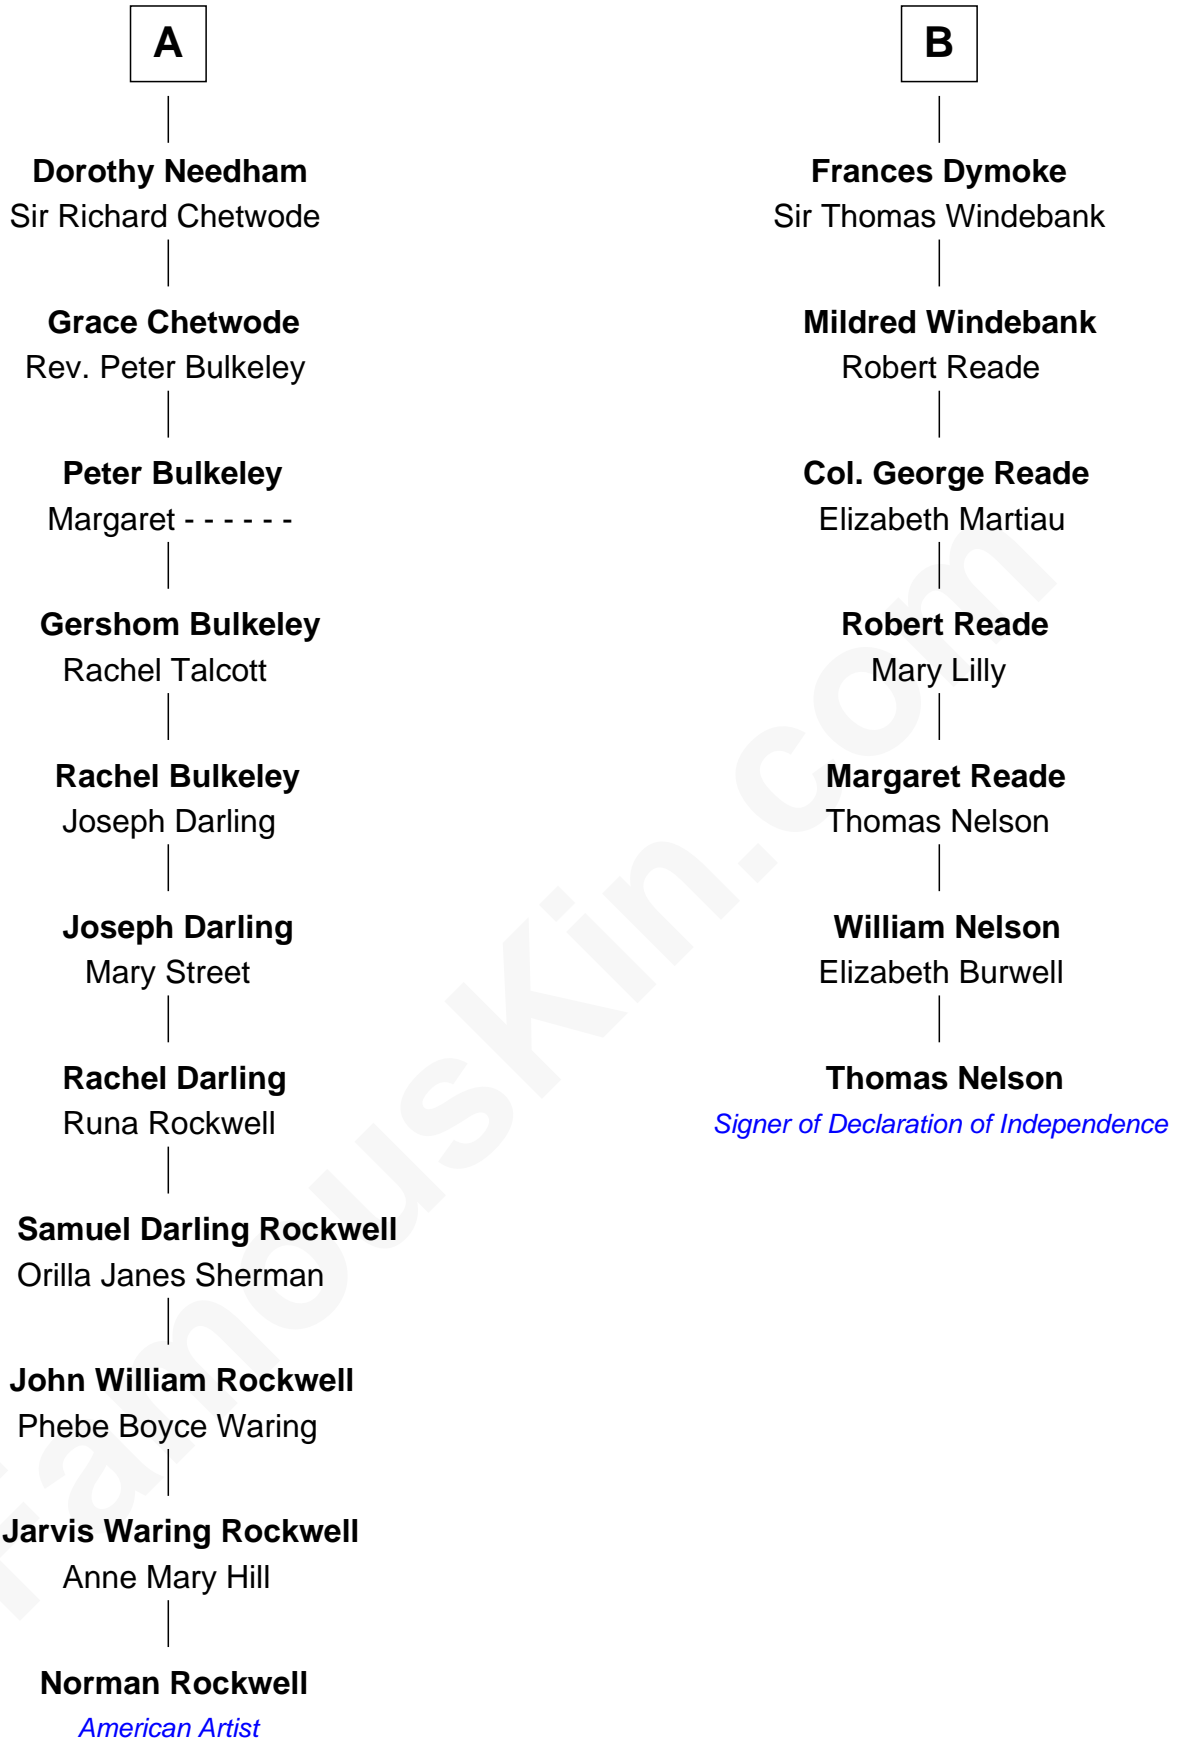 A
Dorothy Needham
Sir Richard Chetwode
Grace Chetwode
Rev. Peter Bulkeley
Peter Bulkeley
Margaret - - - - - -
Gershom Bulkeley
Rachel Talcott
Rachel Bulkeley
Joseph Darling
Joseph Darling
Mary Street
Rachel Darling
Runa Rockwell
Samuel Darling Rockwell
Orilla Janes Sherman
John William Rockwell
Phebe Boyce Waring
Jarvis Waring Rockwell
Anne Mary Hill
Norman Rockwell
American Artist
B
Frances Dymoke
Sir Thomas Windebank
Mildred Windebank
Robert Reade
Col. George Reade
Elizabeth Martiau
Robert Reade
Mary Lilly
Margaret Reade
Thomas Nelson
William Nelson
Elizabeth Burwell
Thomas Nelson
Signer of Declaration of Independence
FamousKin.com